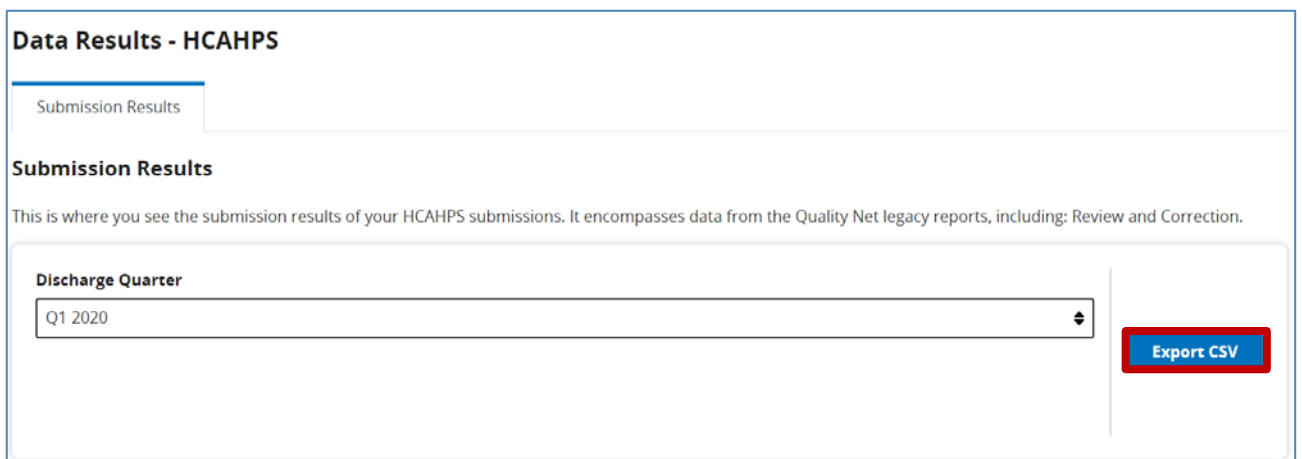 Data Results - HCAHPS
Submission Results
Submission Results
This is where you see the submission results of your HCAHPS submissions. It encompasses data from the Quality Net legacy reports, including: Review and Correction.
Discharge Quarter
Q1 2020
Export CSV